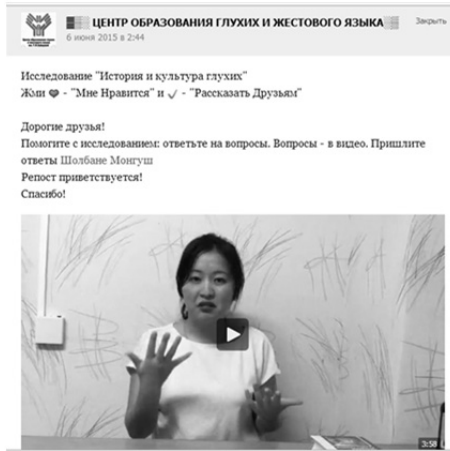 ЦЕНТР ОБРАЗОВАНИЯ ГЛУХИХ И ЖЕСТОВОГО ЯЗЫКА
Закрыть
6 июня 2015 в 2:44
Исследование "История и культура глухих"
Жми - "Мне Нравится" и - "Рассказать Друзьям"
Дорогие друзья!
Помогите с исследованием: ответьте на вопросы. Вопросы - в видео. Пришлите
ответы Шолбане Монгуш
Репост приветствуется!
Спасибо!
3:58